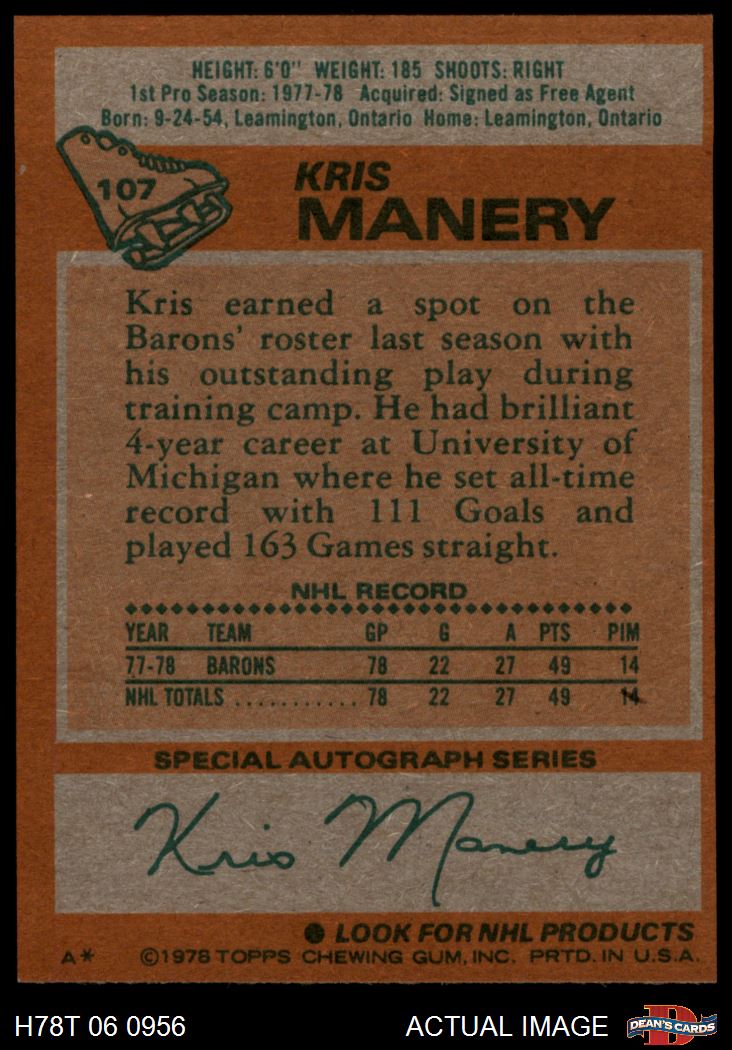 HEIGHT: 6'0" WEIGHT: 185 SHOOTS: RIGHT
1st Pro Season: 1977-78 Acquired: Signed as Free Agent
Born: 9-24-54, Leamington, Ontario Home: Leamington, Ontario
107
KRIS
MANERY
Kris earned a spot on the
Barons' roster last season with
his outstanding play during
training camp. He had brilliant
4-year career at University of
Michigan where he set all-time
record with 111 Goals and
played 163 Games straight.
NHL RECORD
YEAR TEAM GP G A PTS PIM
77-78 BARONS 78 22 27 49 14
NHL TOTALS ........... 78 22 27 49 14
SPECIAL AUTOGRAPH SERIES
Kris Manery
LOOK FOR NHL PRODUCTS
A* ©1978 TOPPS CHEWING GUM, INC. PRTD. IN U.S.A.
H78T 06 0956 ACTUAL IMAGE D DEAN'S CARDS